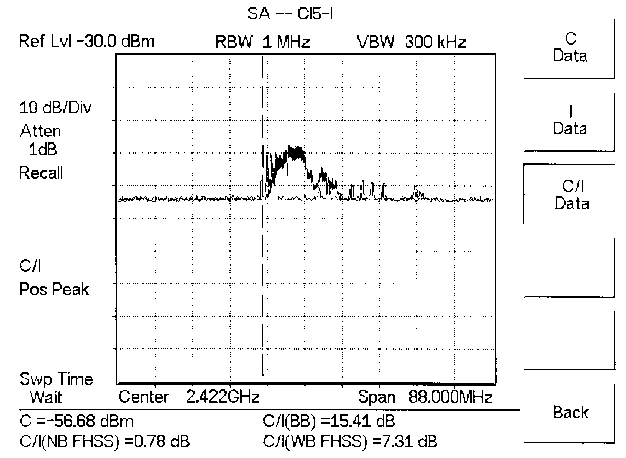 SA -- CI5-I
Ref Lvl -30.0 dBm RBW 1 MHz VBW 300 kHz
10 dB/Div
Atten
1dB
Recall
C/I
Pos Peak
Swp Time
Wait
Center 2.422GHz Span 88.000MHz
C =-56.68 dBm C/I(BB) =15.41 dB
C/I(NB FHSS) =0.78 dB C/I(WB FHSS) =7.31 dB
C
Data
I
Data
C/I
Data
Back